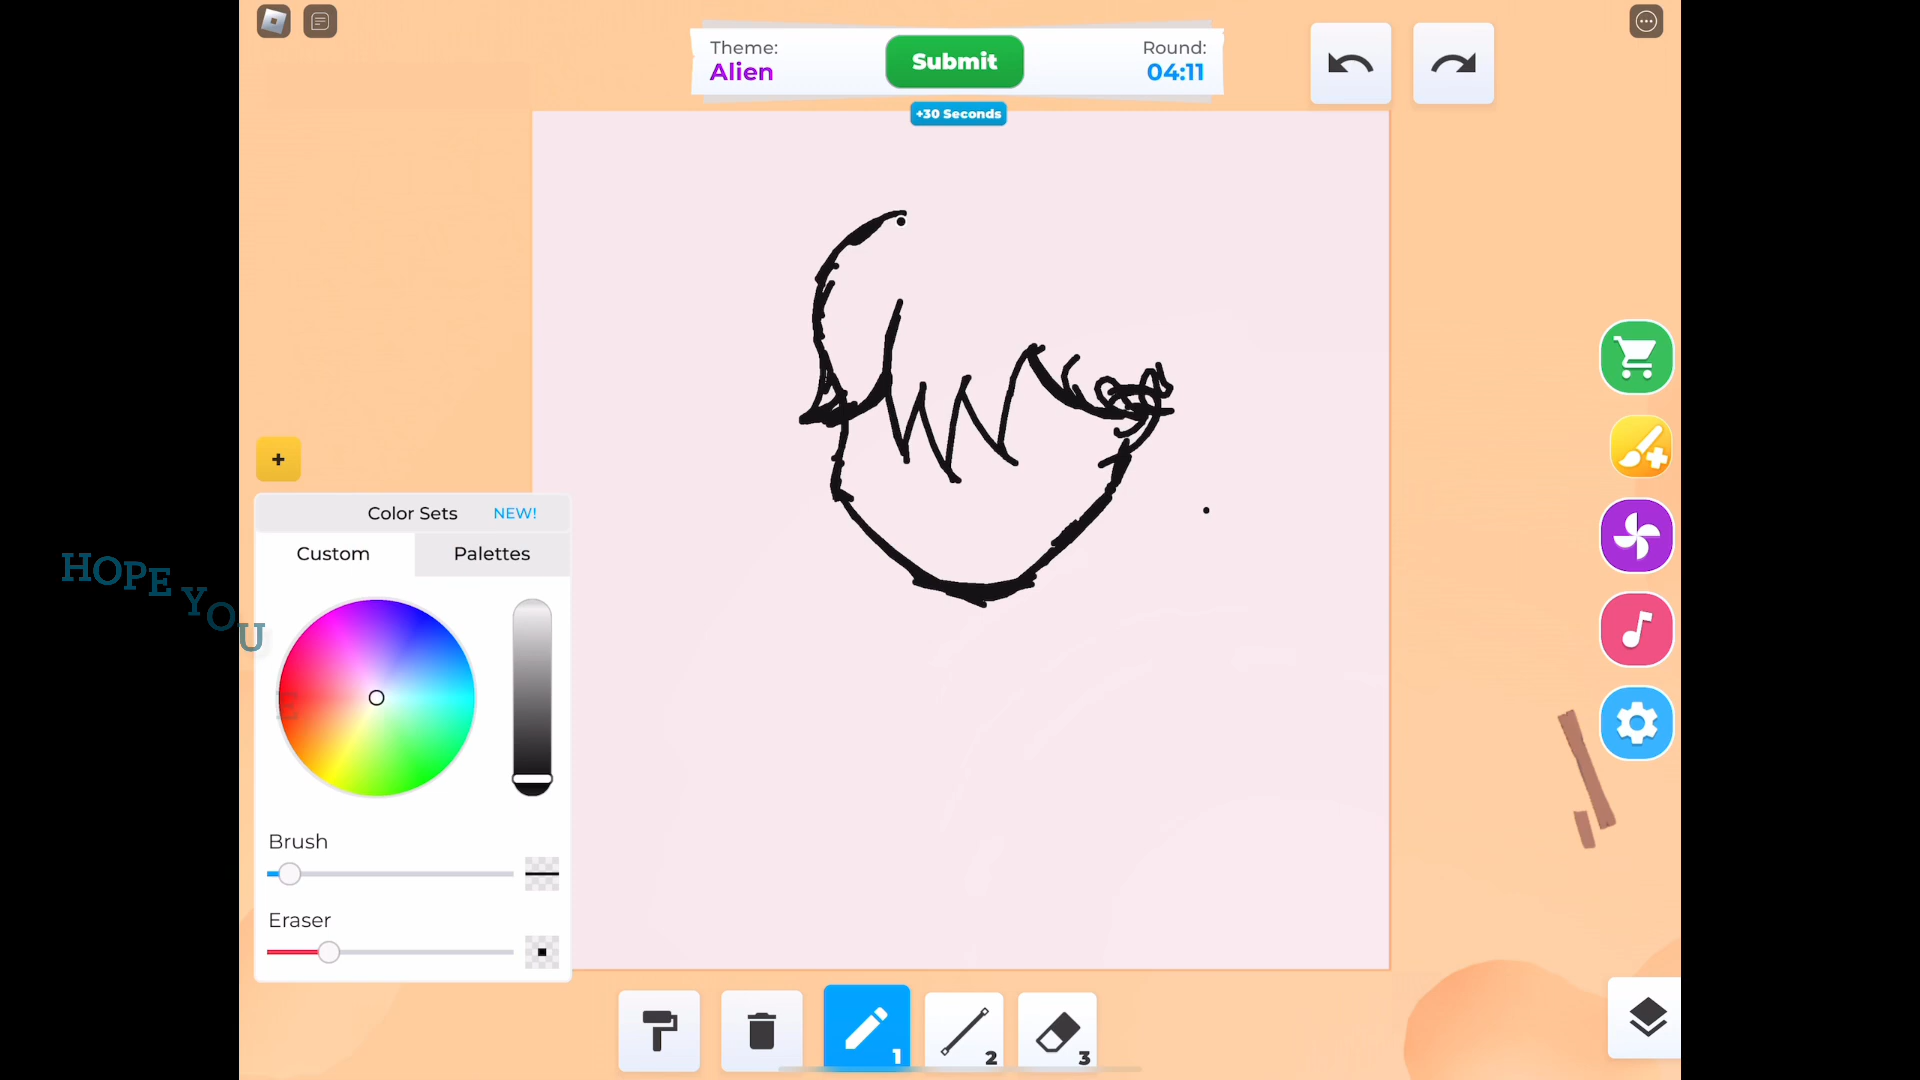 Theme:
Alien
Submit
Round:
04:11
+30 Seconds
+
Color Sets NEW!
Custom Palettes
HOPE YOU
Brush
Eraser
1
2
3